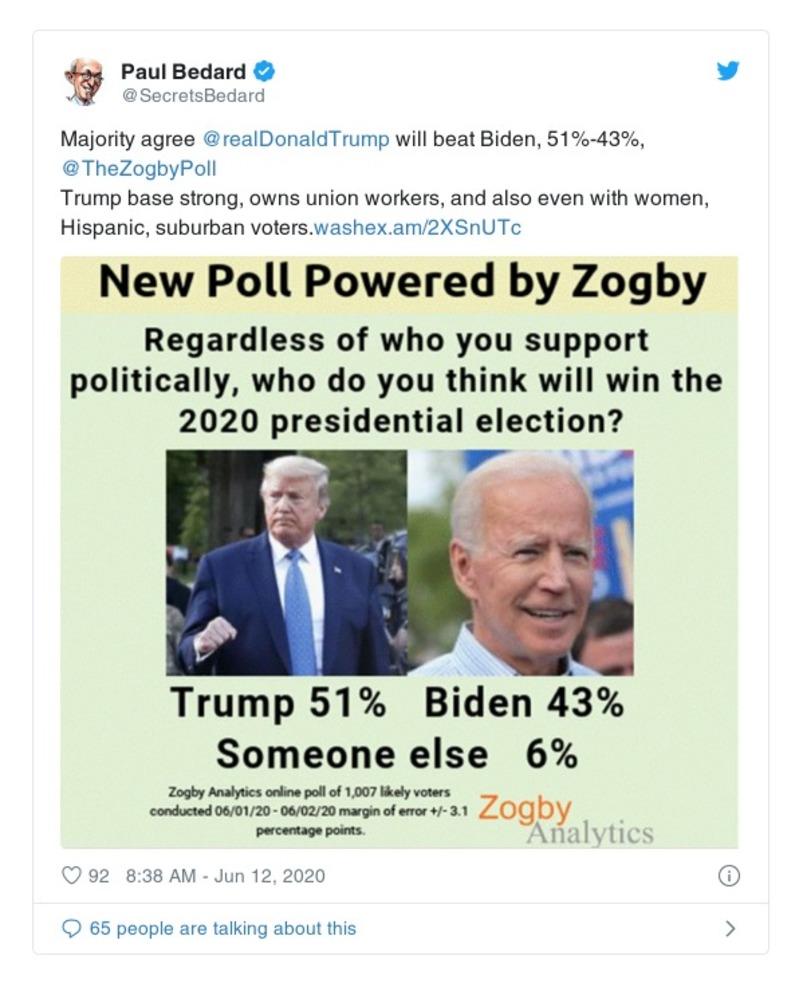 Paul Bedard
@SecretsBedard
Majority agree @realDonaldTrump will beat Biden, 51%-43%,
@TheZogbyPoll
Trump base strong, owns union workers, and also even with women,
Hispanic, suburban voters.washex.am/2XSnUTc
New Poll Powered by Zogby
Regardless of who you support
politically, who do you think will win the
2020 presidential election?
Trump 51% Biden 43%
Someone else 6%
Zogby Analytics online poll of 1,007 likely voters
conducted 06/01/20 - 06/02/20 margin of error +/- 3.1
percentage points.
Zogby
Analytics
92 8:38 AM - Jun 12, 2020
65 people are talking about this